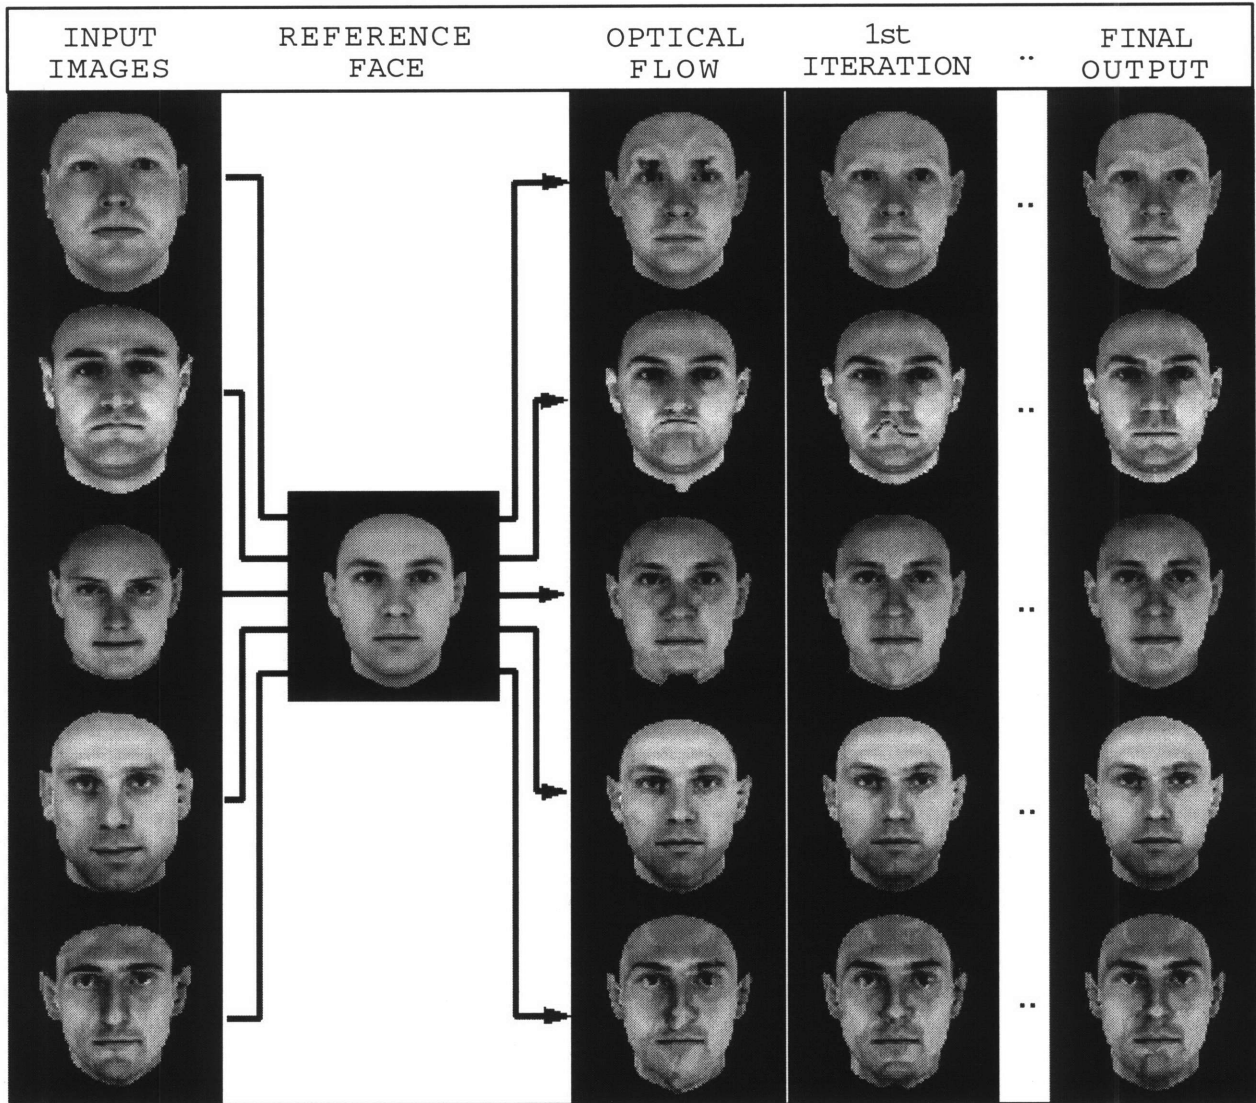 INPUT IMAGES
REFERENCE FACE
OPTICAL FLOW
1st ITERATION
..
FINAL OUTPUT
..
..
..
..
..